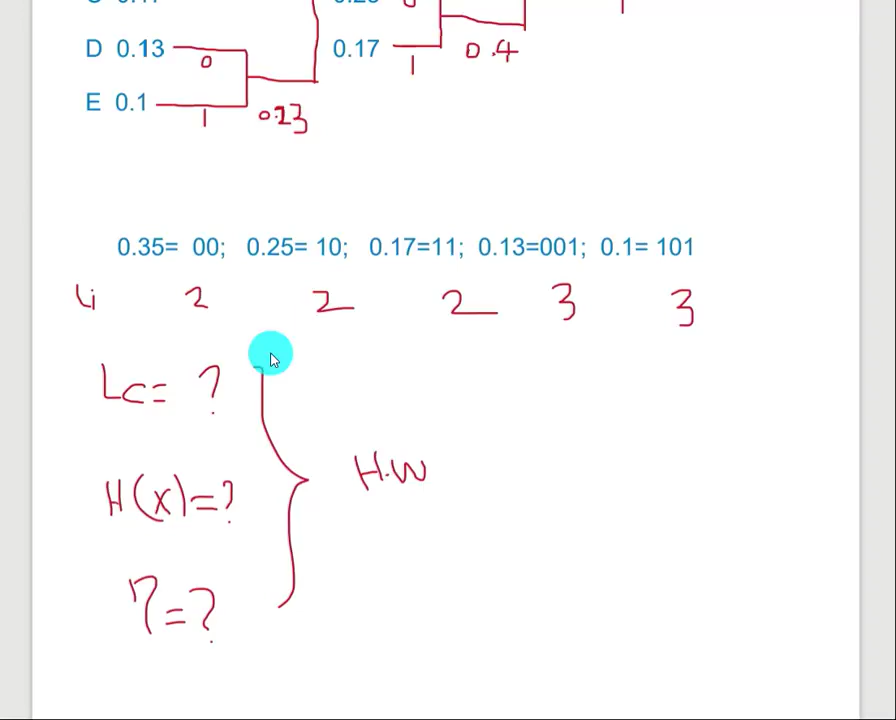 D 0.13
0
0.17
1
0.4
E 0.1
1
0.23
0.35= 00; 0.25= 10; 0.17=11; 0.13=001; 0.1= 101
Li 2 2 2 3 3
Lc= ?
H(x)=?
H.W
η=?